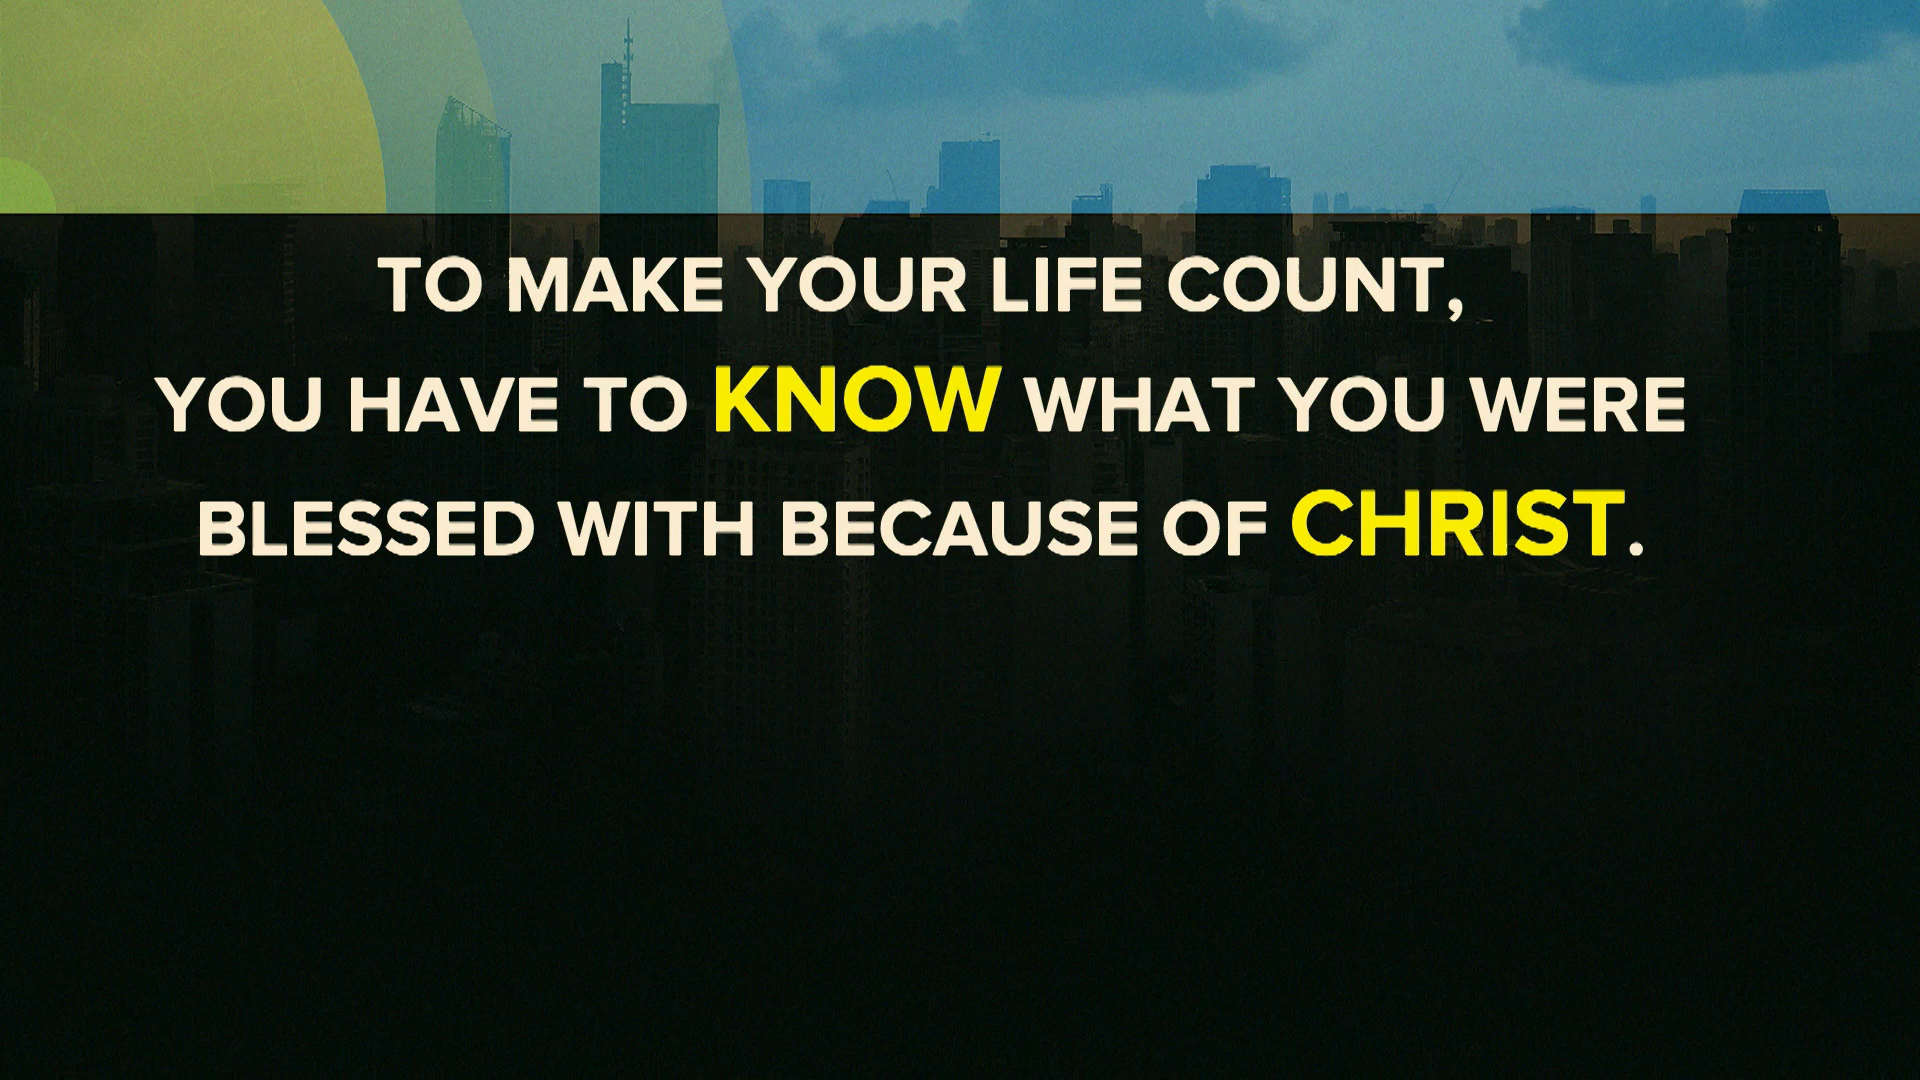 TO MAKE YOUR LIFE COUNT,
YOU HAVE TO KNOW WHAT YOU WERE
BLESSED WITH BECAUSE OF CHRIST.